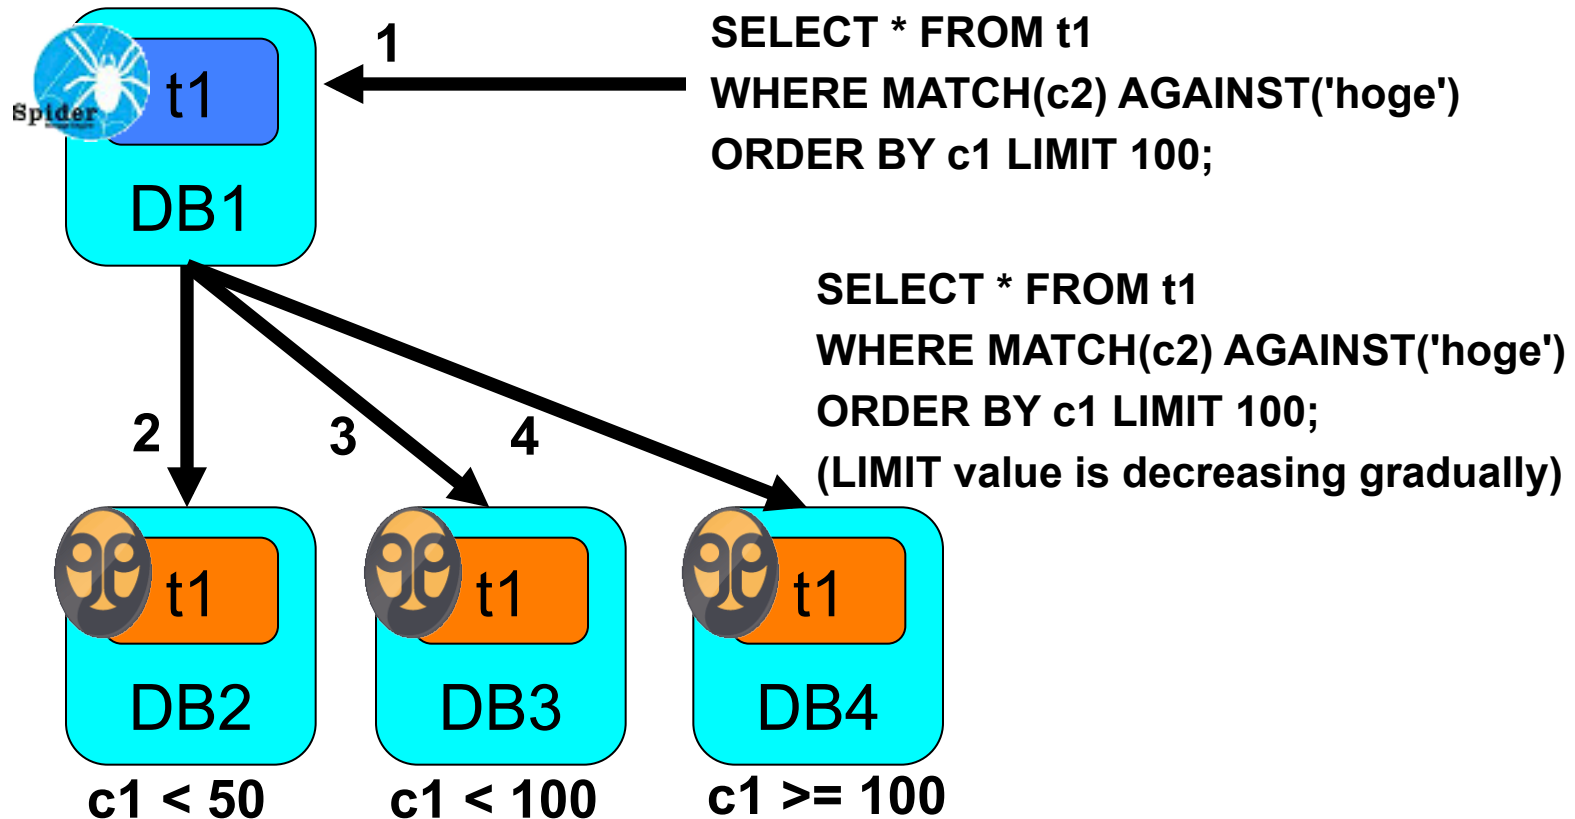 Spider
t1
DB1
1
SELECT * FROM t1
WHERE MATCH(c2) AGAINST('hoge')
ORDER BY c1 LIMIT 100;
SELECT * FROM t1
WHERE MATCH(c2) AGAINST('hoge')
ORDER BY c1 LIMIT 100;
(LIMIT value is decreasing gradually)
2
3
4
t1
DB2
c1 < 50
t1
DB3
c1 < 100
t1
DB4
c1 >= 100